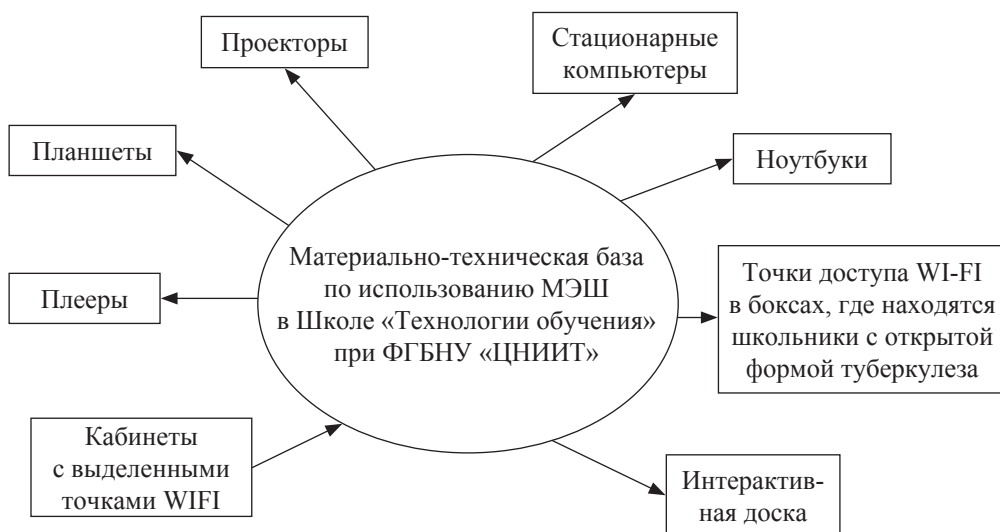 Проекторы
Стационарные
компьютеры
Планшеты
Ноутбуки
Материально-техническая база
по использованию МЭШ
в Школе «Технологии обучения»
при ФГБНУ «ЦНИИТ»
Плееры
Точки доступа WI-FI
в боксах, где находятся
школьники с открытой
формой туберкулеза
Кабинеты
с выделенными
точками WIFI
Интерактив-
ная доска